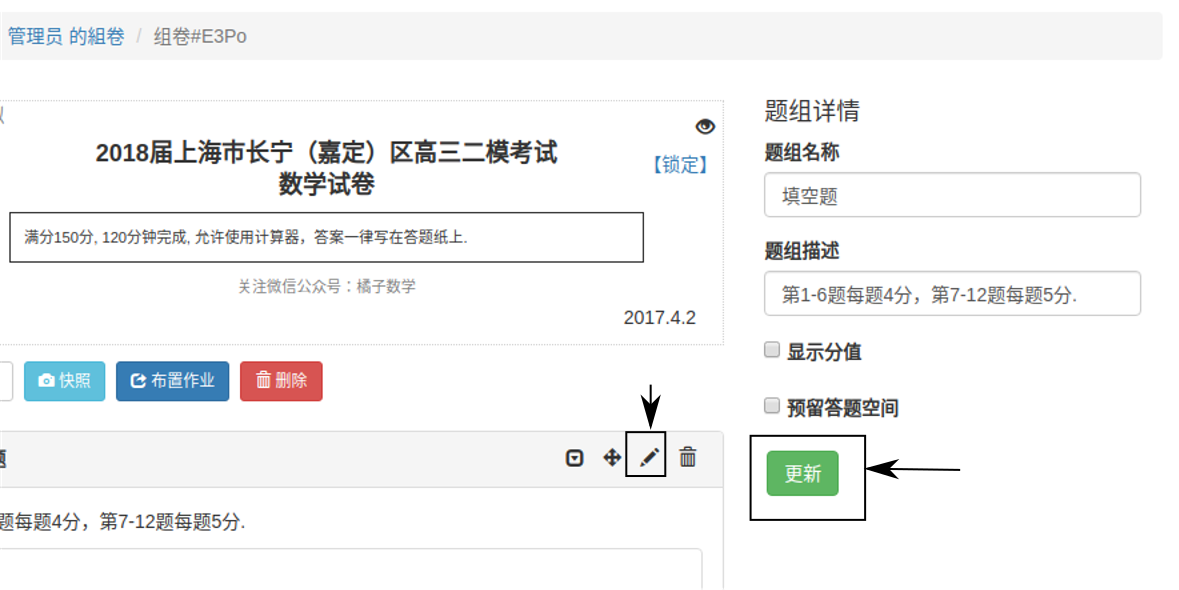 管理员 的組卷 / 组卷#E3Po
2018届上海市长宁（嘉定）区高三二模考试
数学试卷
【锁定】
满分150分, 120分钟完成, 允许使用计算器，答案一律写在答题纸上.
关注微信公众号：橘子数学
2017.4.2
快照
布置作业
删除
题每题4分，第7-12题每题5分.
题组详情
题组名称
填空题
题组描述
第1-6题每题4分，第7-12题每题5分.
显示分值
预留答题空间
更新